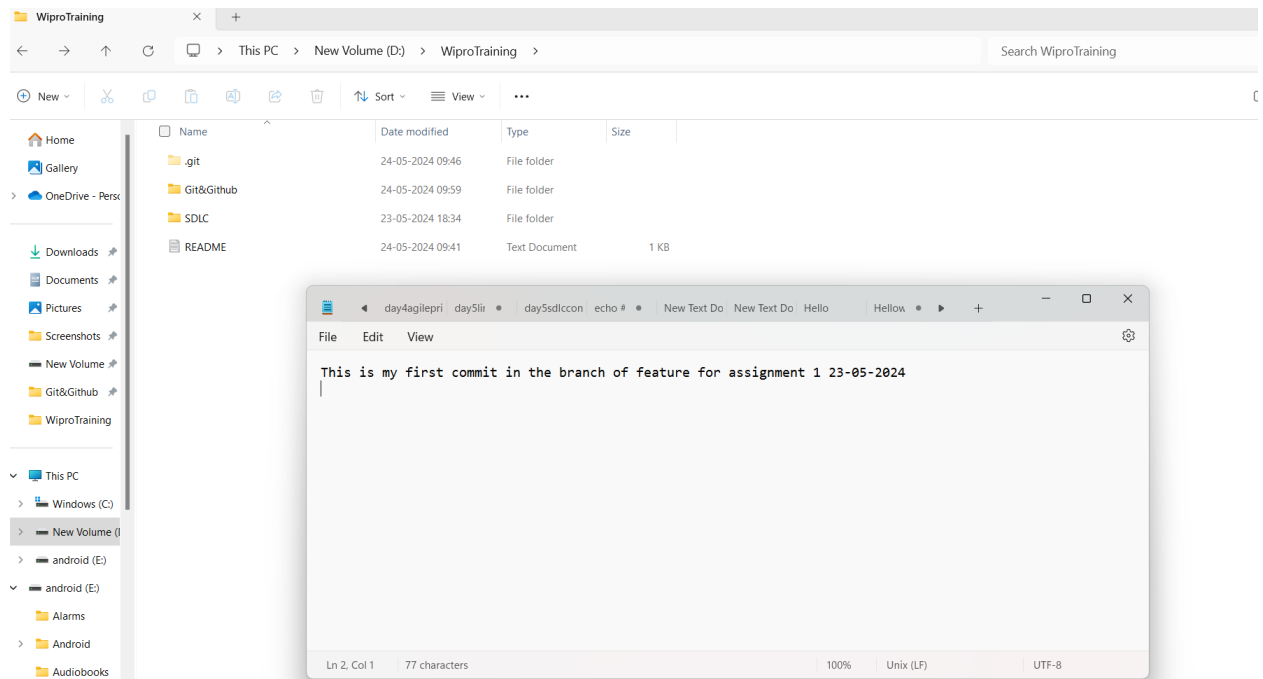 WiproTraining
This PC > New Volume (D:) > WiproTraining >
Search WiproTraining
New
Sort
View
Name
Date modified
Type
Size
.git 24-05-2024 09:46 File folder
Git&Github 24-05-2024 09:59 File folder
SDLC 23-05-2024 18:34 File folder
README 24-05-2024 09:41 Text Document 1 KB
Home
Gallery
OneDrive - Perso
Downloads
Documents
Pictures
Screenshots
New Volume
Git&Github
WiproTraining
This PC
Windows (C:)
New Volume (
android (E:)
android (E:)
Alarms
Android
Audiobooks
day4agilepri day5lir day5sdlccon echo # New Text Do New Text Do Hello Hellow
File Edit View
This is my first commit in the branch of feature for assignment 1 23-05-2024
Ln 2, Col 1 77 characters 100% Unix (LF) UTF-8